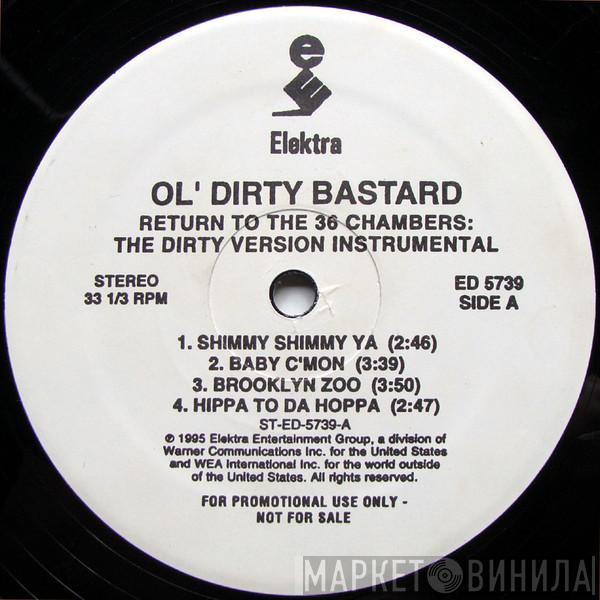 Elektra
OL' DIRTY BASTARD
RETURN TO THE 36 CHAMBERS:
THE DIRTY VERSION INSTRUMENTAL
STEREO
33 1/3 RPM
ED 5739
SIDE A
1. SHIMMY SHIMMY YA (2:46)
2. BABY C'MON (3:39)
3. BROOKLYN ZOO (3:50)
4. HIPPA TO DA HOPPA (2:47)
ST-ED-5739-A
℗ 1995 Elektra Entertainment Group, a division of
Warner Communications Inc. for the United States
and WEA International Inc. for the world outside
of the United States. All rights reserved.
FOR PROMOTIONAL USE ONLY -
NOT FOR SALE
МАРКЕТ ВИНИЛА